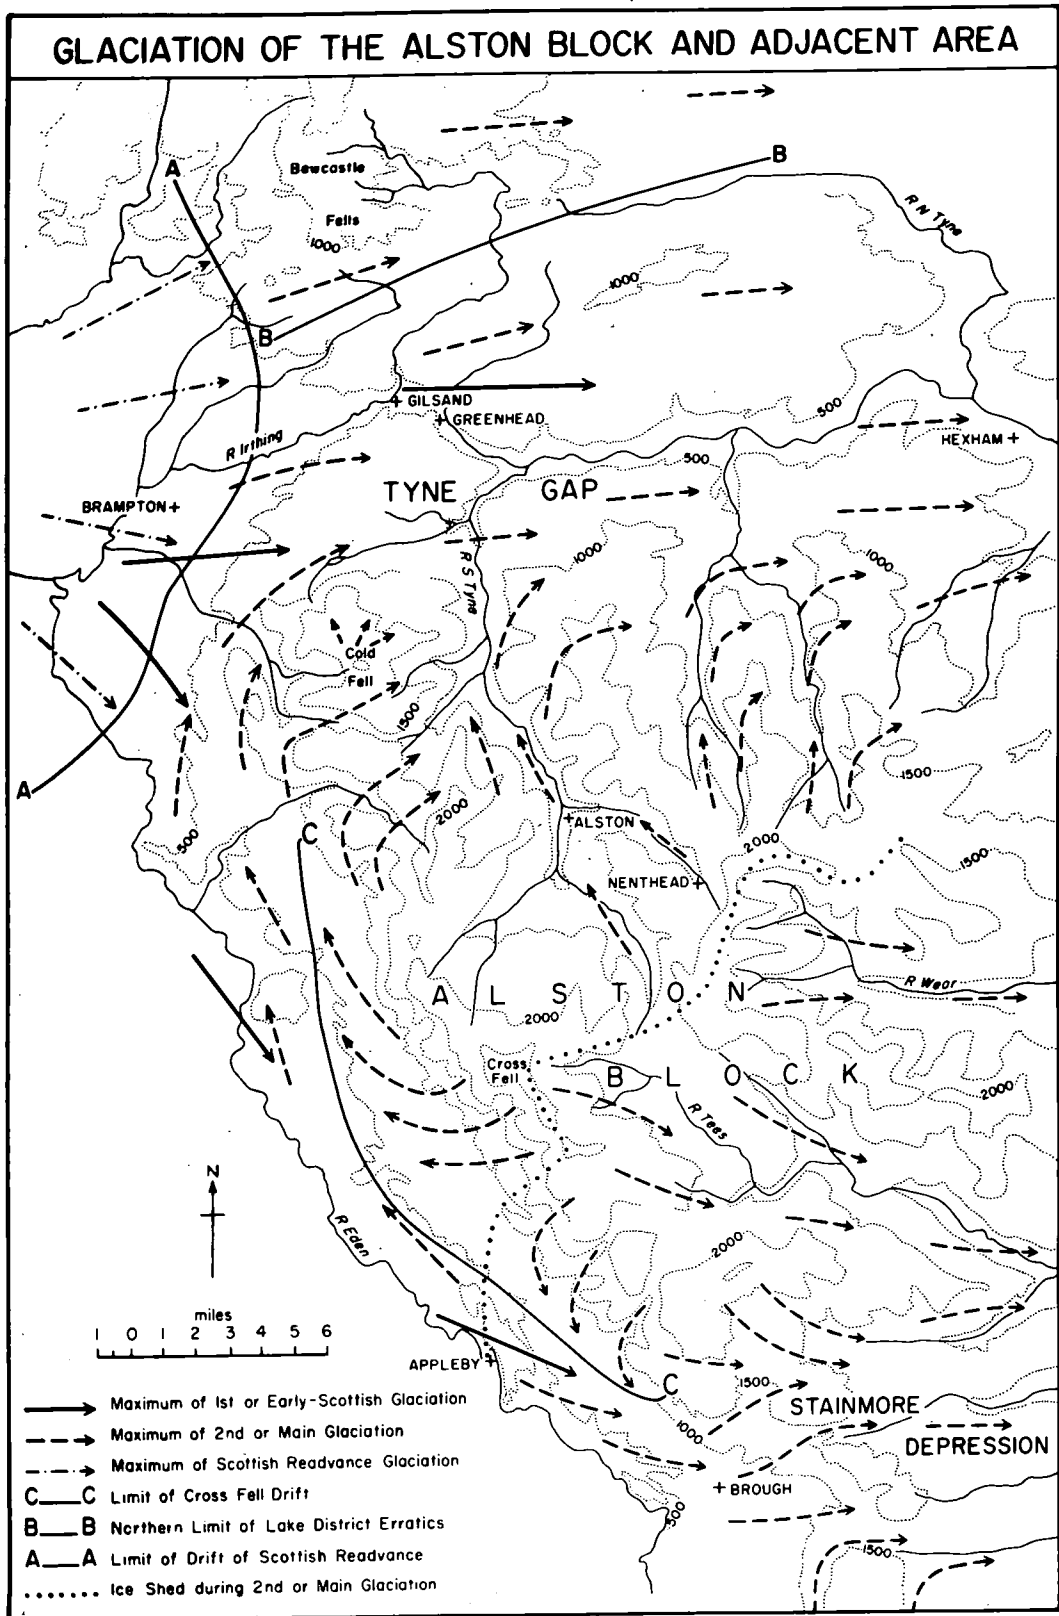 GLACIATION OF THE ALSTON BLOCK AND ADJACENT AREA
A
B
Bewcastle
Fells
1000
R N Tyne
1000
B
GILSAND
GREENHEAD
500
HEXHAM
R Irthing
500
TYNE GAP
BRAMPTON
1000
1000
R S Tyne
Cold
Fell
1500
A
1500
2000
500
C
ALSTON
2000
1500
NENTHEAD
ALSTON
R Wear
2000
Cross
Fell
BLOCK
2000
R Tees
N
R Eden
2000
miles
1 0 1 2 3 4 5 6
APPLEBY
C
1500
STAINMORE
1000
DEPRESSION
BROUGH
500
1500
Maximum of 1st or Early-Scottish Glaciation
Maximum of 2nd or Main Glaciation
Maximum of Scottish Readvance Glaciation
C C Limit of Cross Fell Drift
B B Northern Limit of Lake District Erratics
A A Limit of Drift of Scottish Readvance
Ice Shed during 2nd or Main Glaciation